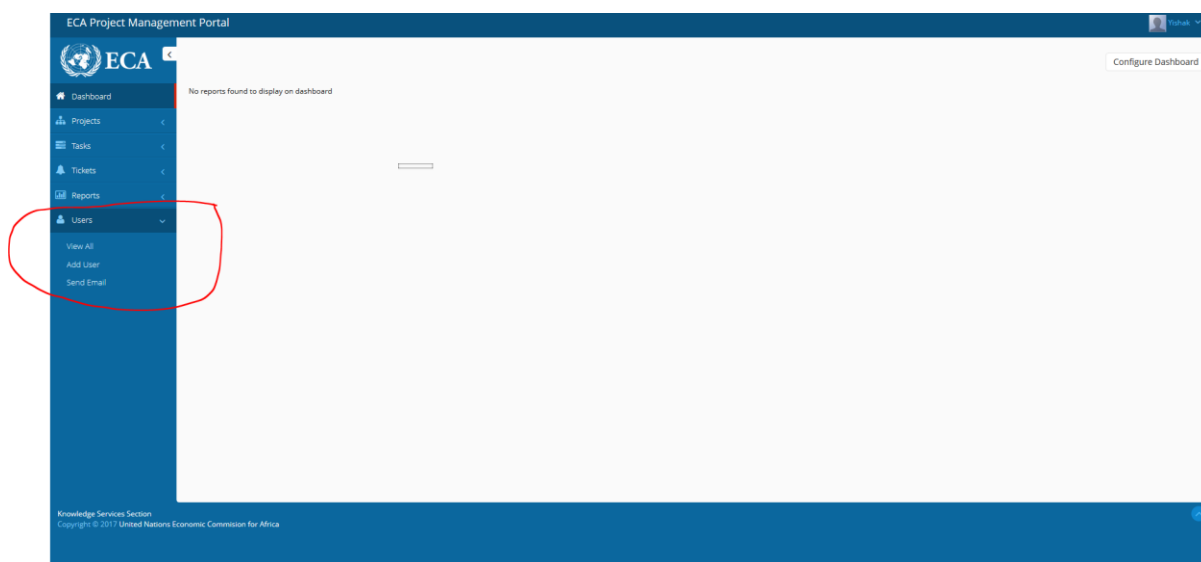 ECA Project Management Portal
Yishak
ECA
Configure Dashboard
Dashboard
No reports found to display on dashboard
Projects
Tasks
Tickets
Reports
Users
View All
Add User
Send Email
Knowledge Services Section
Copyright © 2017 United Nations Economic Commision for Africa